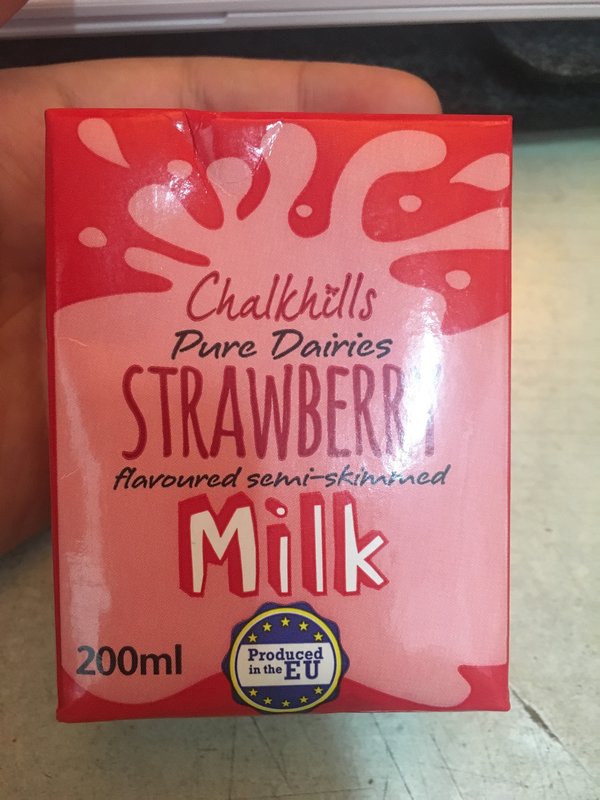 Chalkhills
Pure Dairies
STRAWBERRY
flavoured semi-skimmed
Milk
200ml
Produced
in the EU